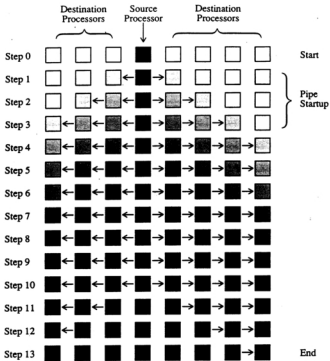 Destination Processors
Source Processor
Destination Processors
Step 0
Start
Step 1
Step 2
Pipe Startup
Step 3
Step 4
Step 5
Step 6
Step 7
Step 8
Step 9
Step 10
Step 11
Step 12
Step 13
End